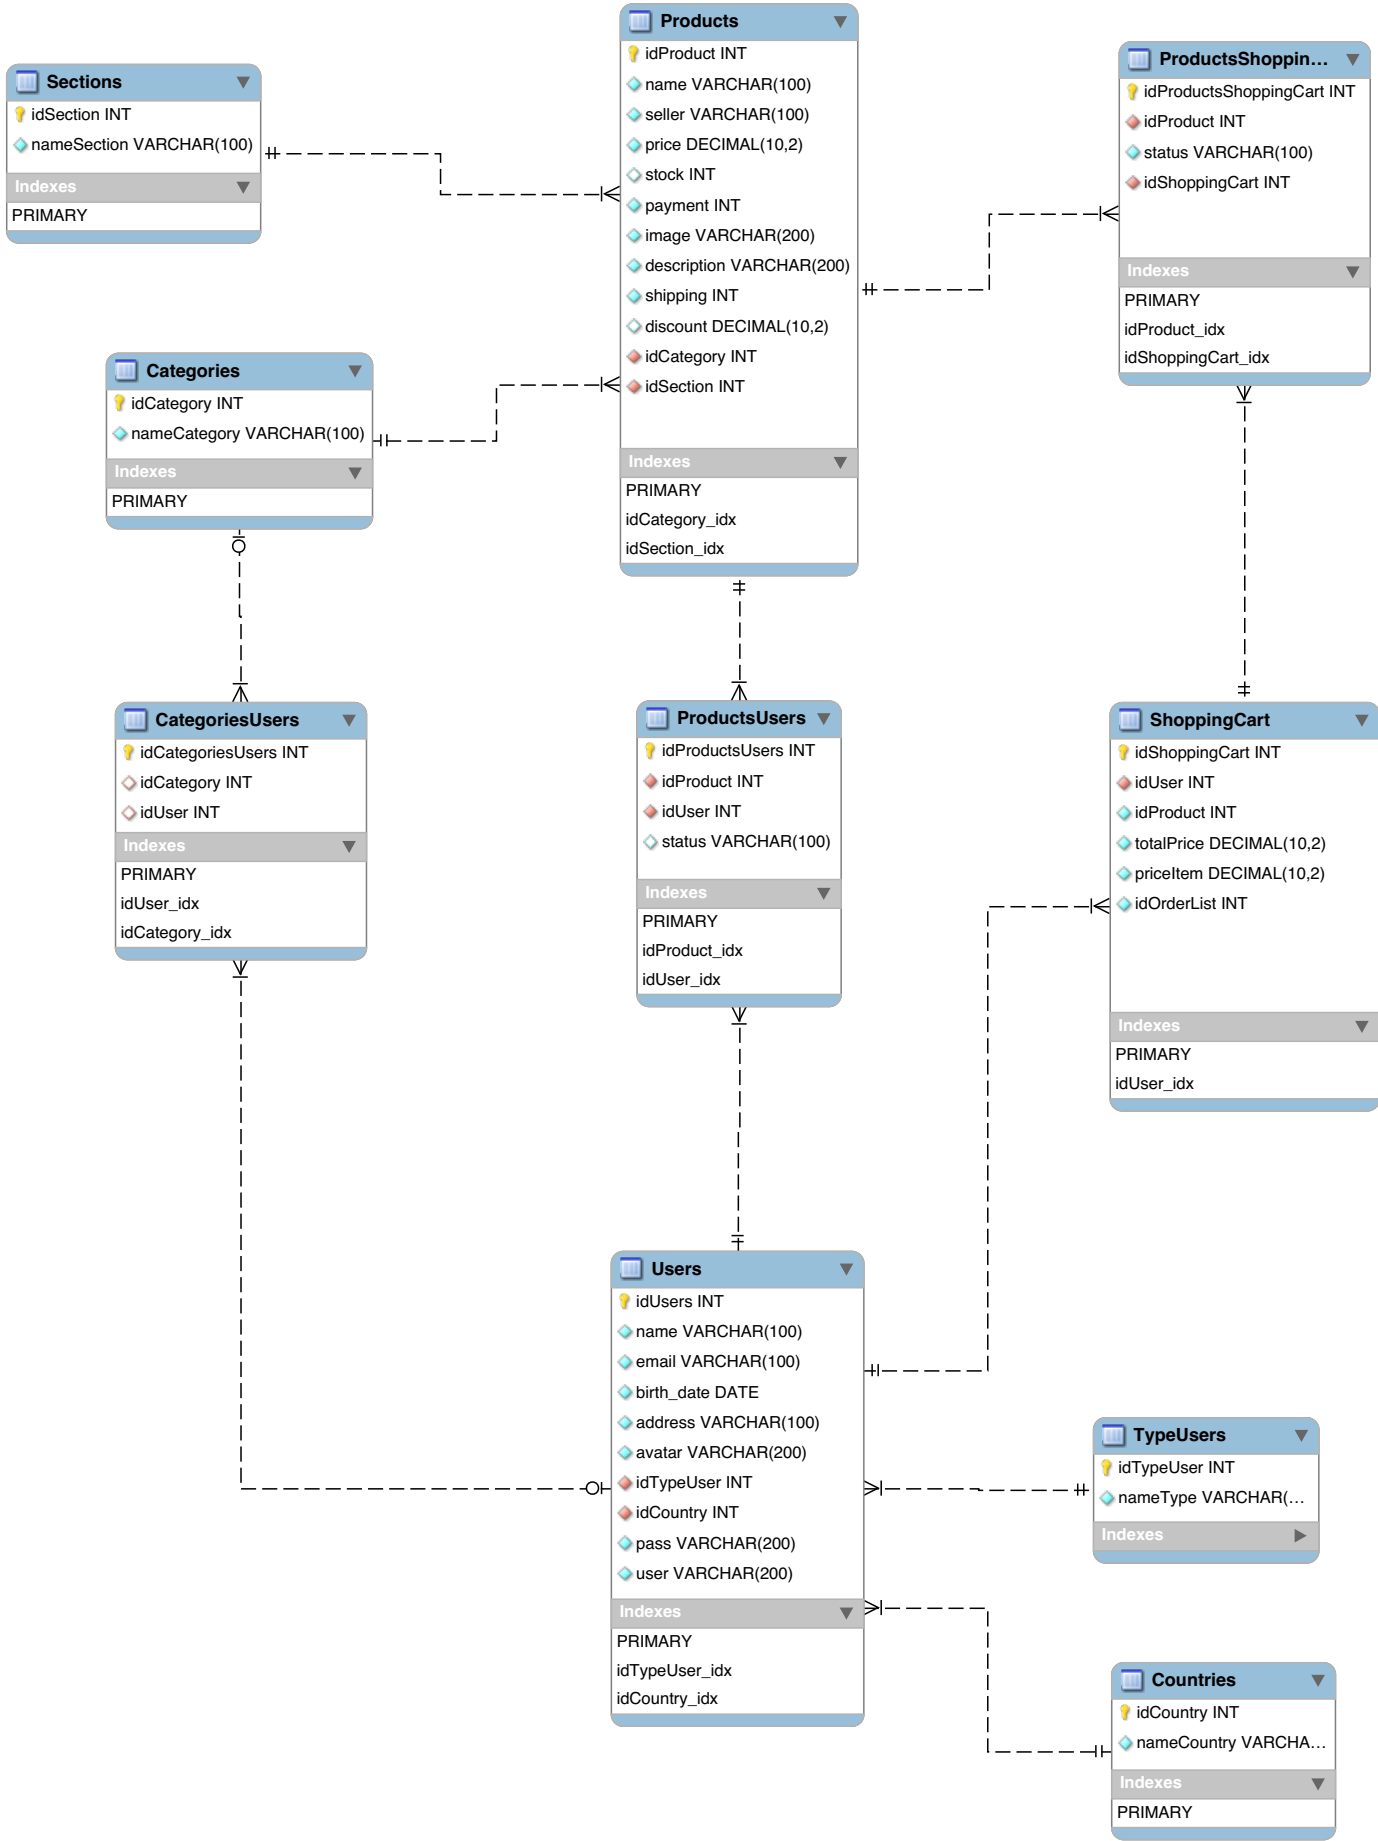 Products
idProduct INT
name VARCHAR(100)
seller VARCHAR(100)
price DECIMAL(10,2)
stock INT
payment INT
image VARCHAR(200)
description VARCHAR(200)
shipping INT
discount DECIMAL(10,2)
idCategory INT
idSection INT
Indexes
PRIMARY
idCategory_idx
idSection_idx
Sections
idSection INT
nameSection VARCHAR(100)
Indexes
PRIMARY
ProductsShoppin...
idProductsShoppingCart INT
idProduct INT
status VARCHAR(100)
idShoppingCart INT
Indexes
PRIMARY
idProduct_idx
idShoppingCart_idx
Categories
idCategory INT
nameCategory VARCHAR(100)
Indexes
PRIMARY
CategoriesUsers
idCategoriesUsers INT
idCategory INT
idUser INT
Indexes
PRIMARY
idUser_idx
idCategory_idx
ProductsUsers
idProductsUsers INT
idProduct INT
idUser INT
status VARCHAR(100)
Indexes
PRIMARY
idProduct_idx
idUser_idx
ShoppingCart
idShoppingCart INT
idUser INT
idProduct INT
totalPrice DECIMAL(10,2)
priceItem DECIMAL(10,2)
idOrderList INT
Indexes
PRIMARY
idUser_idx
Users
idUsers INT
name VARCHAR(100)
email VARCHAR(100)
birth_date DATE
address VARCHAR(100)
avatar VARCHAR(200)
idTypeUser INT
idCountry INT
pass VARCHAR(200)
user VARCHAR(200)
Indexes
PRIMARY
idTypeUser_idx
idCountry_idx
TypeUsers
idTypeUser INT
nameType VARCHAR(...
Indexes
Countries
idCountry INT
nameCountry VARCHA...
Indexes
PRIMARY